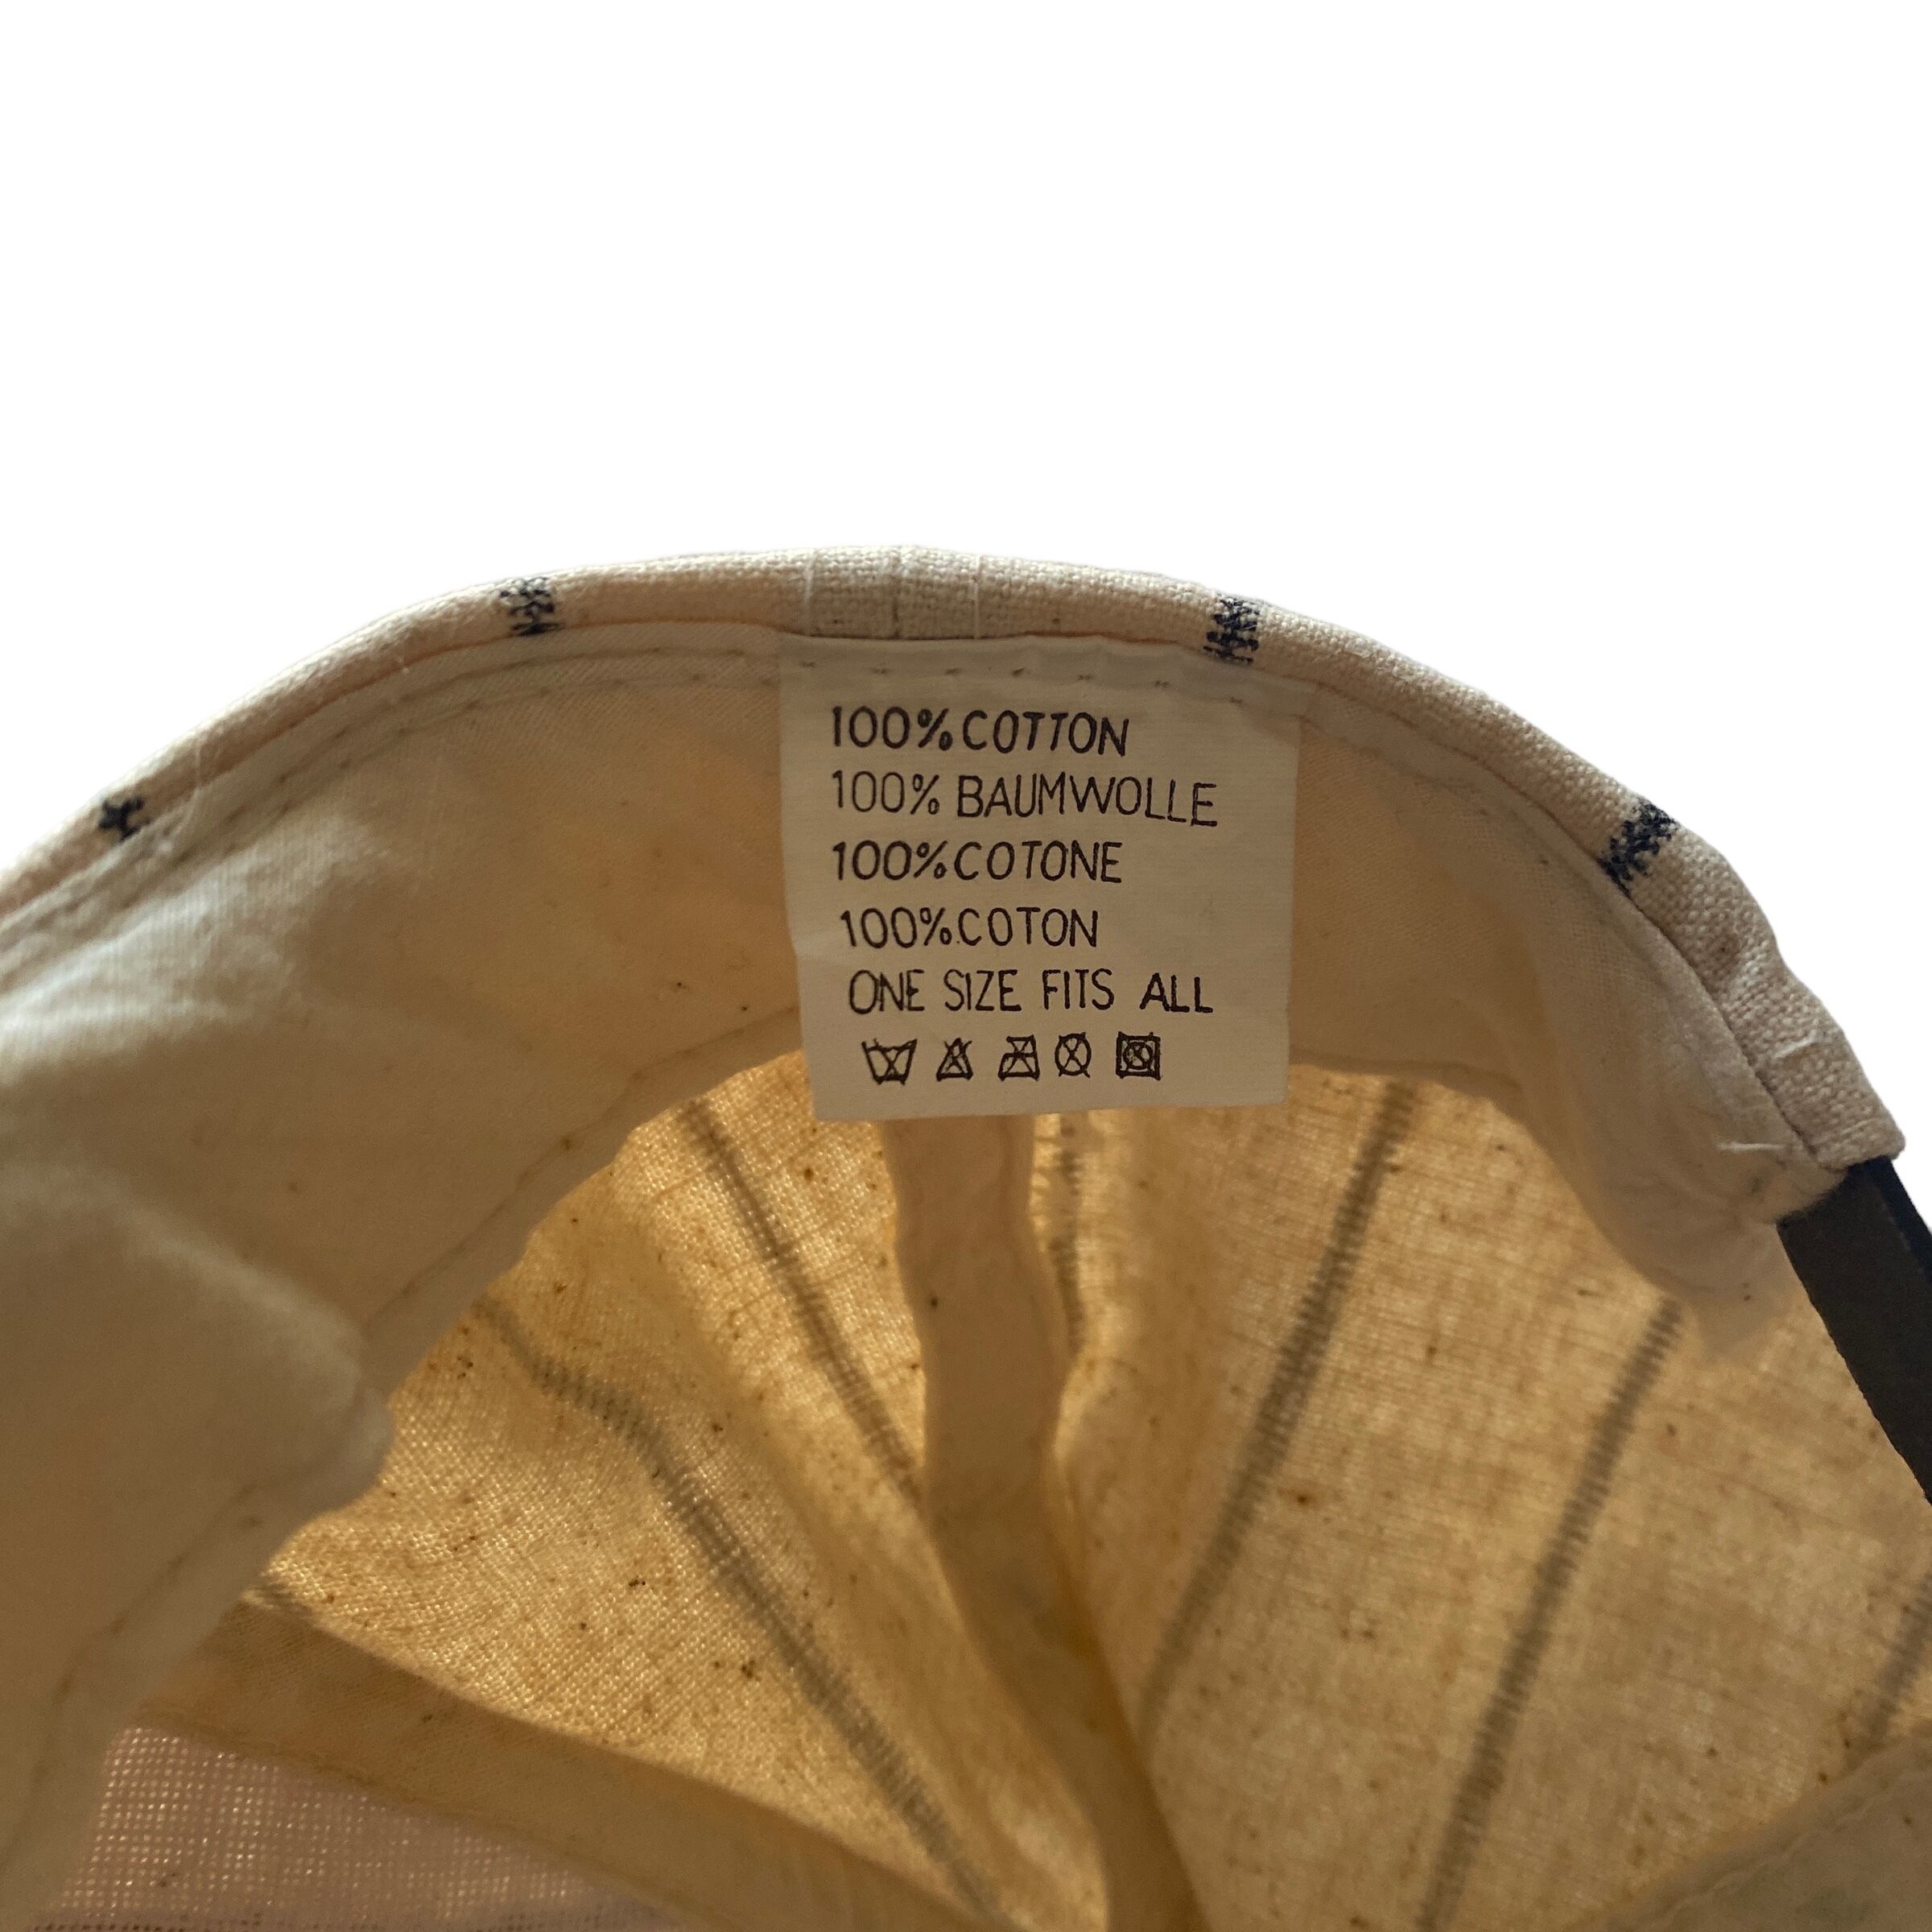 100% COTTON
100% BAUMWOLLE
100% COTONE
100% COTON
ONE SIZE FITS ALL